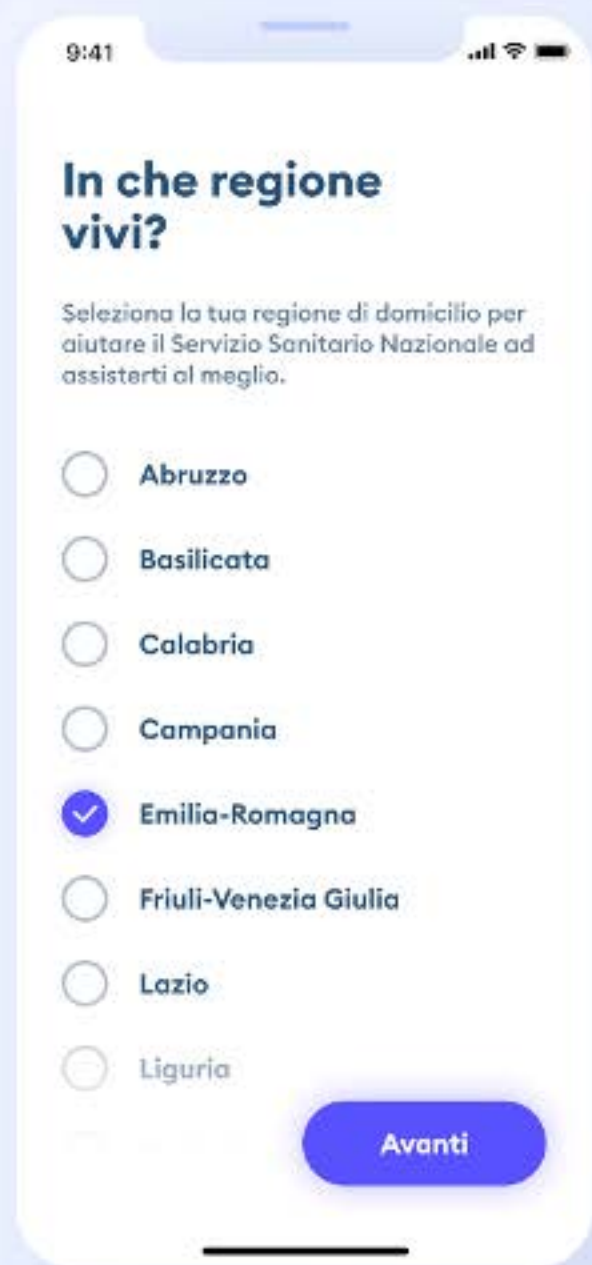 9:41
In che regione
vivi?
Seleziona la tua regione di domicilio per
aiutare il Servizio Sanitario Nazionale ad
assisterti al meglio.
Abruzzo
Basilicata
Calabria
Campania
Emilia-Romagna
Friuli-Venezia Giulia
Lazio
Liguria
Avanti